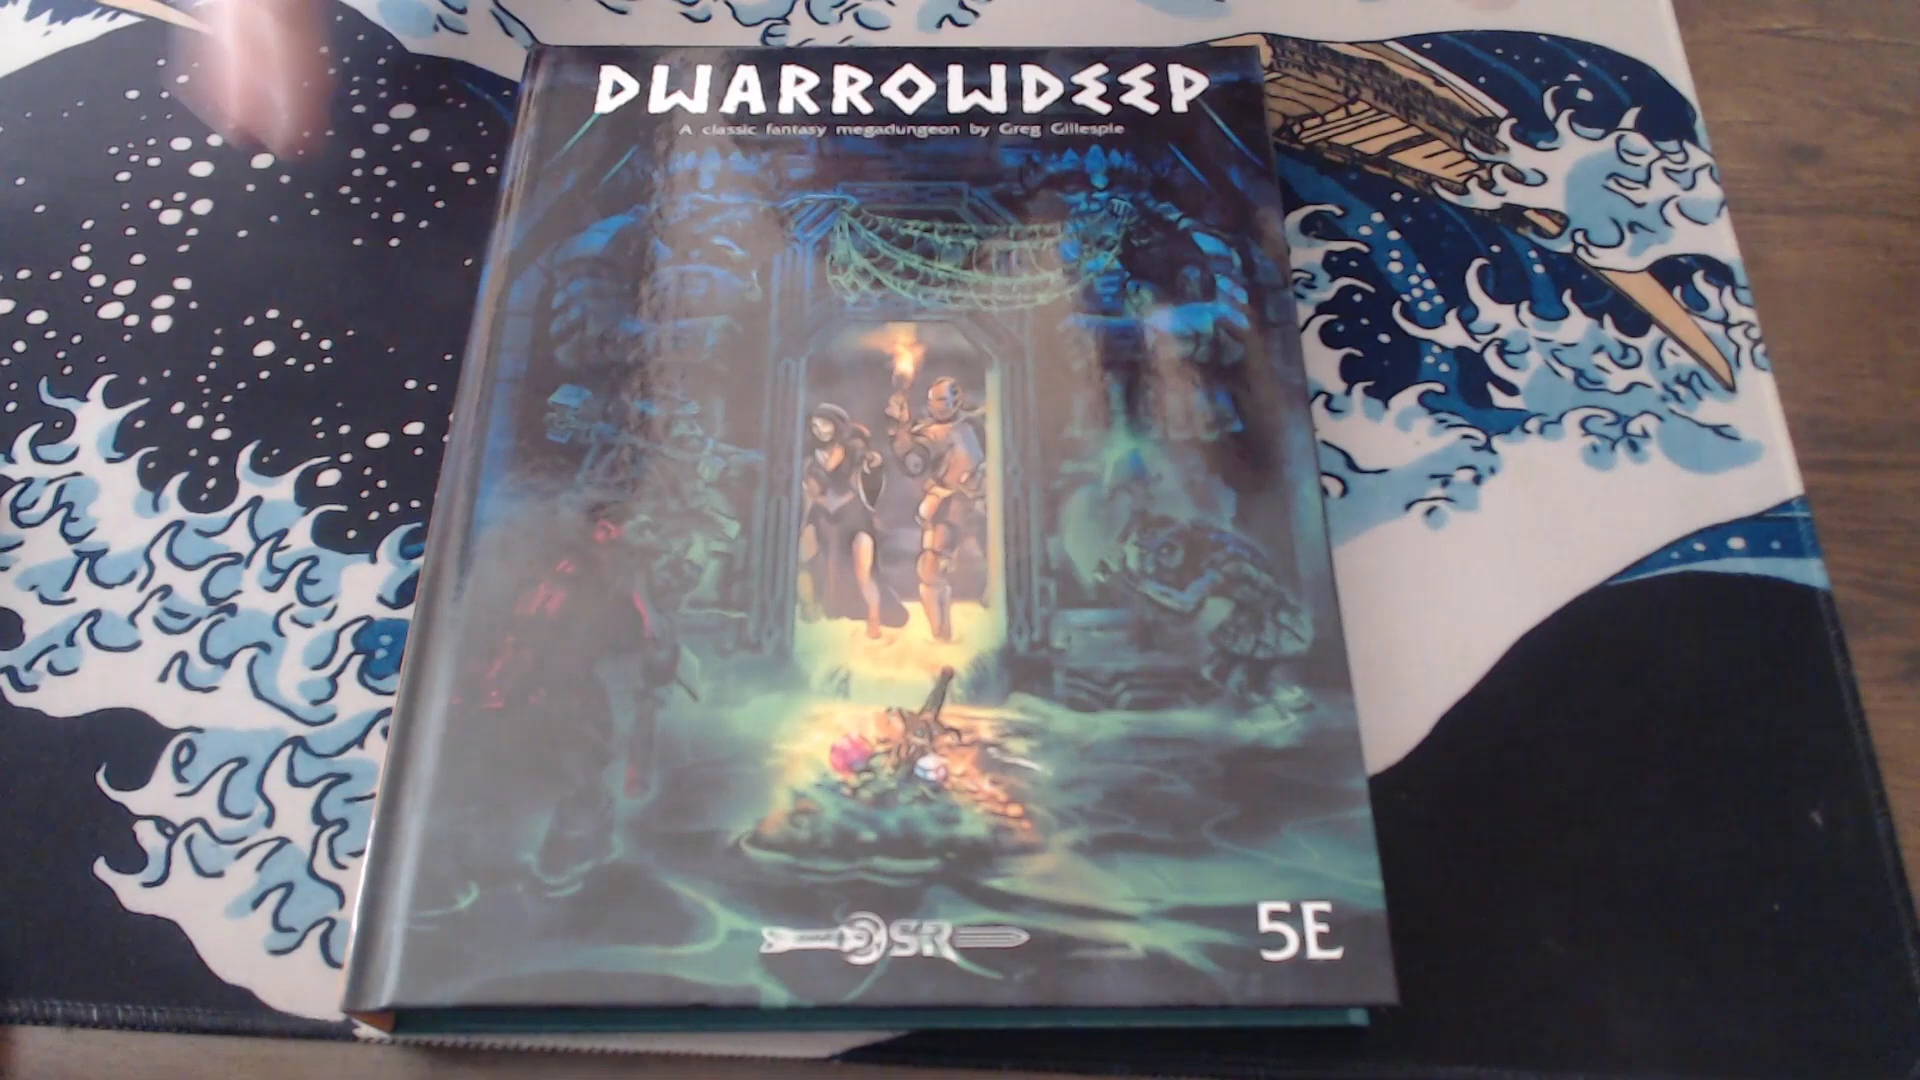 DWARROWDEEP
A classic fantasy megadungeon by Greg Gillespie
OSR
5E